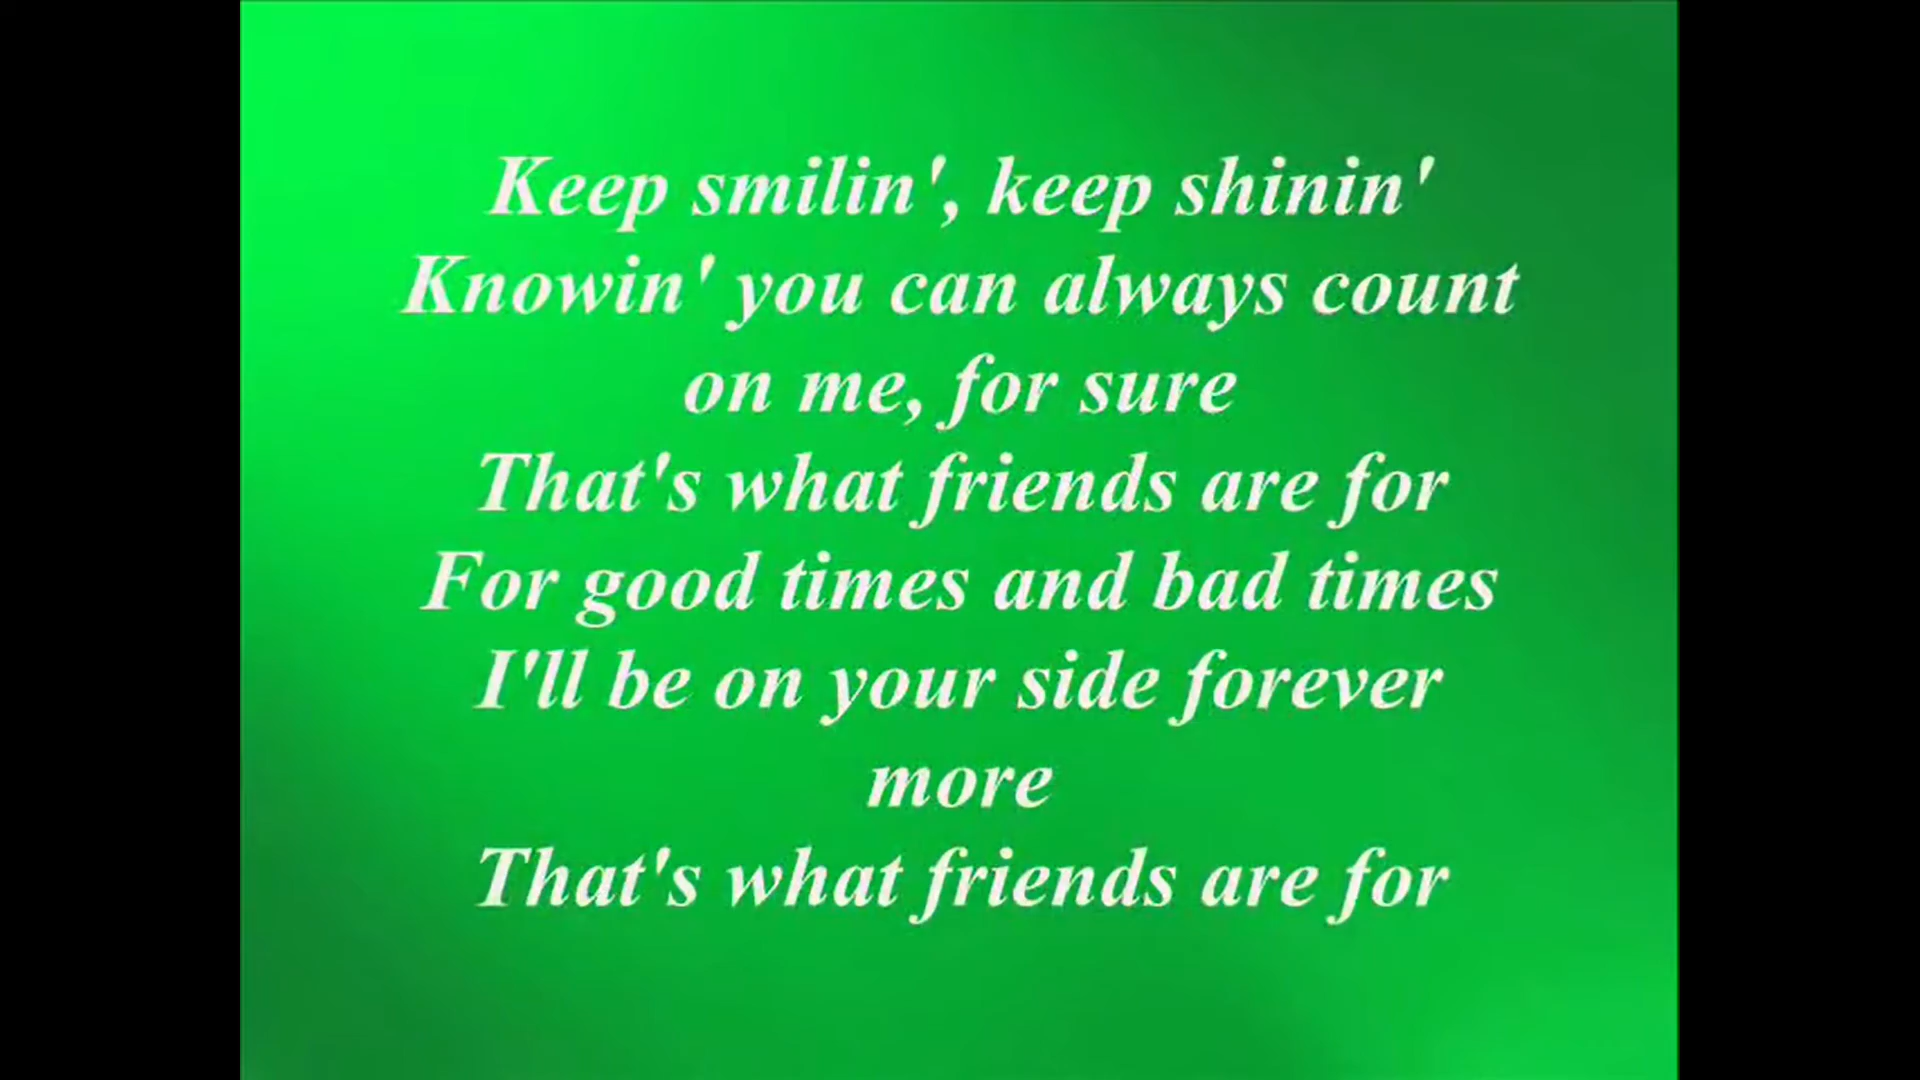 Keep smilin', keep shinin'
Knowin' you can always count
on me, for sure
That's what friends are for
For good times and bad times
I'll be on your side forever
more
That's what friends are for